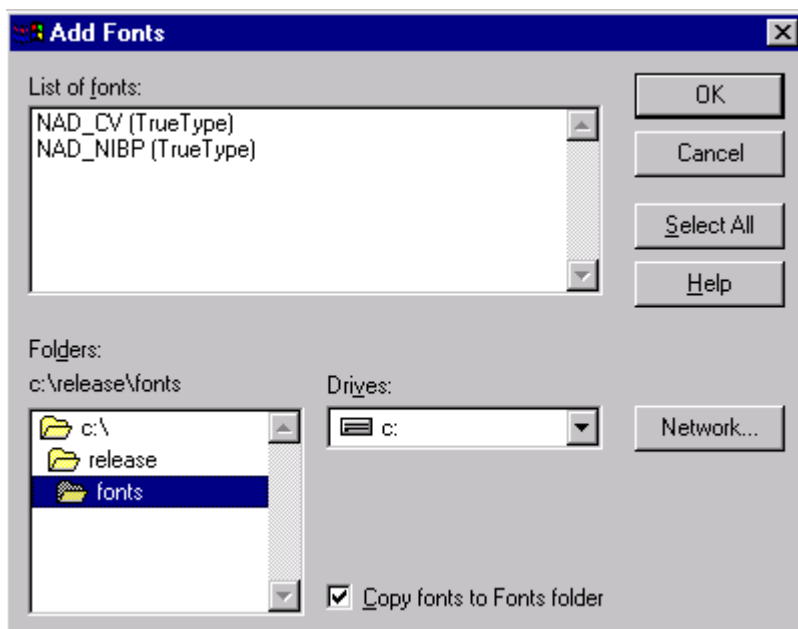 Add Fonts
List of fonts:
NAD_CV (TrueType)
NAD_NIBP (TrueType)
OK
Cancel
Select All
Help
Folders:
c:\release\fonts
c:\
release
fonts
Drives:
c:
Network...
Copy fonts to Fonts folder